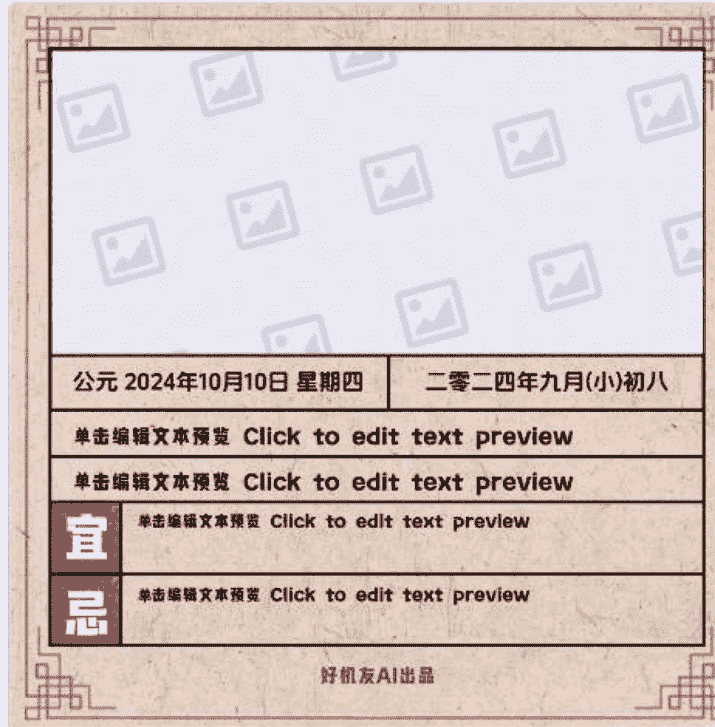 公元 2024年10月10日 星期四
二零二四年九月(小)初八
单击编辑文本预览 Click to edit text preview
单击编辑文本预览 Click to edit text preview
宜
单击编辑文本预览 Click to edit text preview
忌
单击编辑文本预览 Click to edit text preview
好机友AI出品